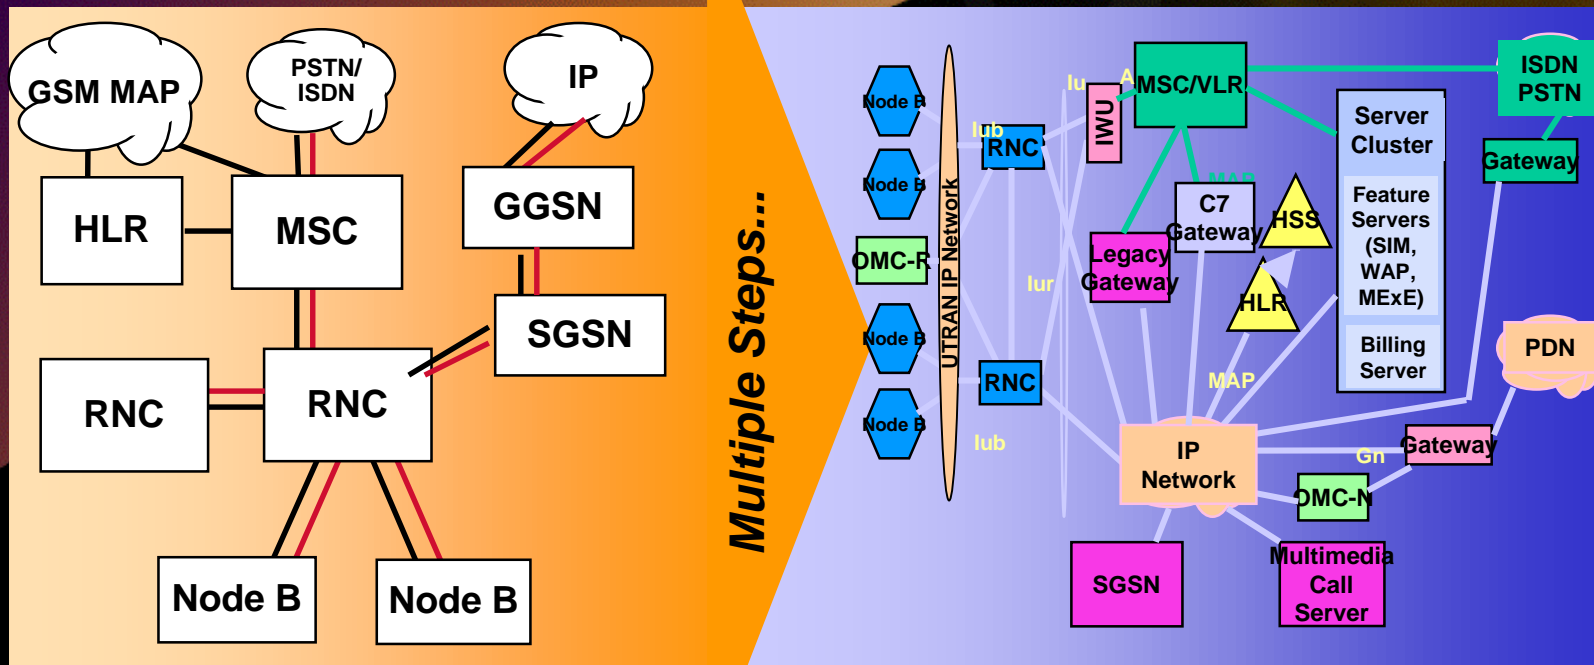 GSM MAP
PSTN/
ISDN
IP
HLR
MSC
GGSN
SGSN
RNC
RNC
Node B
Node B
Multiple Steps...
Node B
Node B
OMC-R
Node B
Node B
UTRAN IP Network
Iub
RNC
Iur
RNC
Iub
Iu
A
IWU
MSC/VLR
MAP
C7
Gateway
Legacy
Gateway
HSS
HLR
MAP
Server
Cluster
Feature
Servers
(SIM,
WAP,
MExE)
Billing
Server
ISDN
PSTN
Gateway
PDN
IP
Network
Gn
Gateway
OMC-N
SGSN
Multimedia
Call
Server